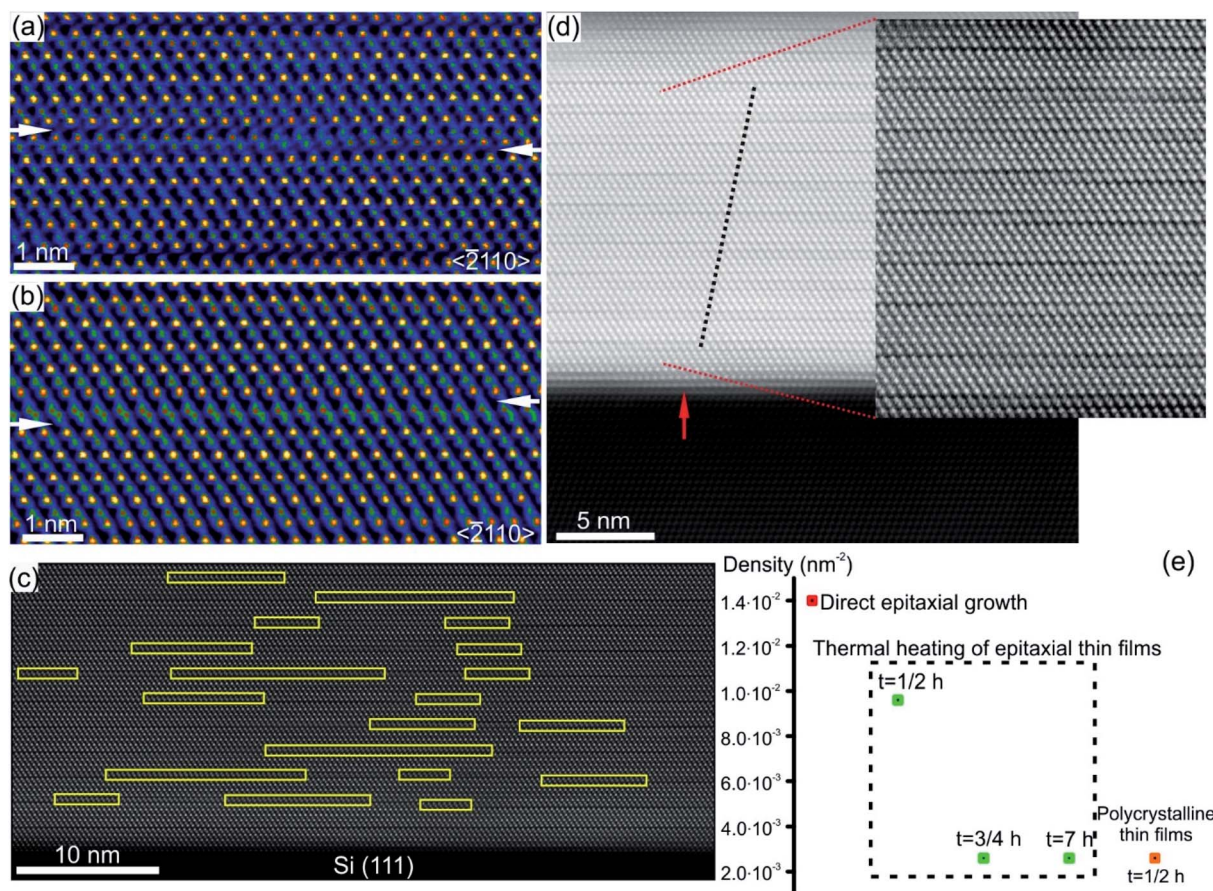 (a)
1 nm
<2̅110>
(b)
1 nm
<2̅110>
(c)
10 nm
Si (111)
(d)
5 nm
(e)
Density (nm⁻²)
1.4·10⁻²
1.2·10⁻²
1.0·10⁻²
8.0·10⁻³
6.0·10⁻³
4.0·10⁻³
2.0·10⁻³
Direct epitaxial growth
Thermal heating of epitaxial thin films
t=1/2 h
t=3/4 h
t=7 h
Polycrystalline
thin films
t=1/2 h